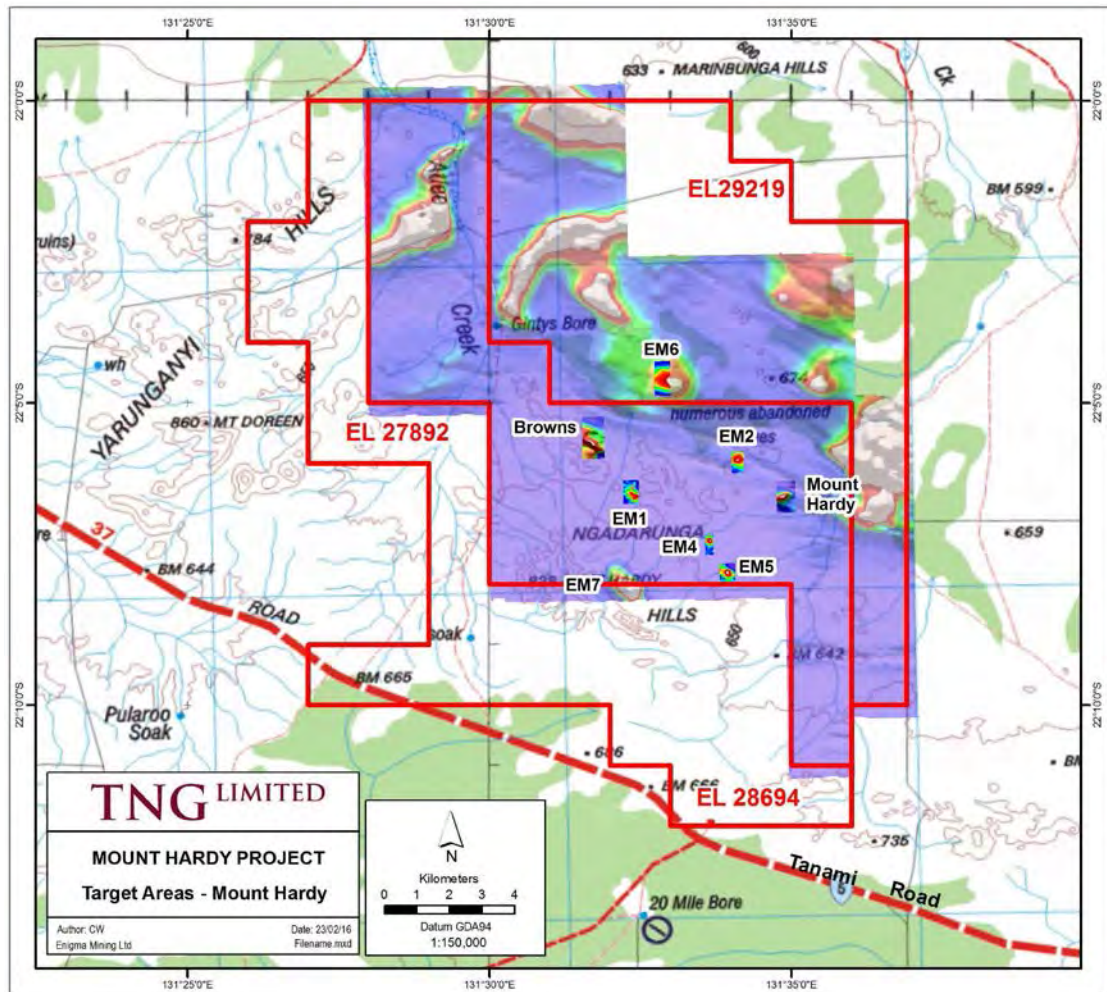 131°25'0"E
131°30'0"E
131°35'0"E
633
MARINBUNGA HILLS
600
Ck
22°0'0"S
22°0'0"S
EL29219
BM 599
HILLS
784
Creek
Gintys Bore
EM6
674
wh
YARUNGANYI
860 MT DOREEN
22°5'0"S
22°5'0"S
numerous abandoned
EL 27892
Browns
EM2
Mount
Hardy
EM1
NGADARUNGA
EM4
659
37
BM 644
EM5
EM7
ROAD
soak
HILLS
650
BM 642
BM 665
22°10'0"S
22°10'0"S
Pularoo
Soak
686
BM 666
EL 28694
735
TNG LIMITED
MOUNT HARDY PROJECT
Target Areas - Mount Hardy
Author: CW
Date: 23/02/16
Enigma Mining Ltd
Filename.mxd
N
Kilometers
0 1 2 3 4
Datum GDA94
1:150,000
Tanami Road
5
20 Mile Bore
131°25'0"E
131°30'0"E
131°35'0"E